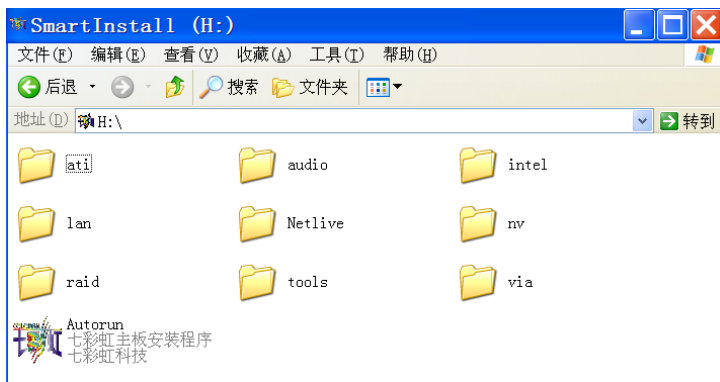 SmartInstall (H:)
文件(F) 编辑(E) 查看(V) 收藏(A) 工具(T) 帮助(H)
后退 搜索 文件夹
地址(D) H:\ 转到
ati audio intel
lan Netlive nv
raid tools via
Autorun
七彩虹主板安装程序
七彩虹科技